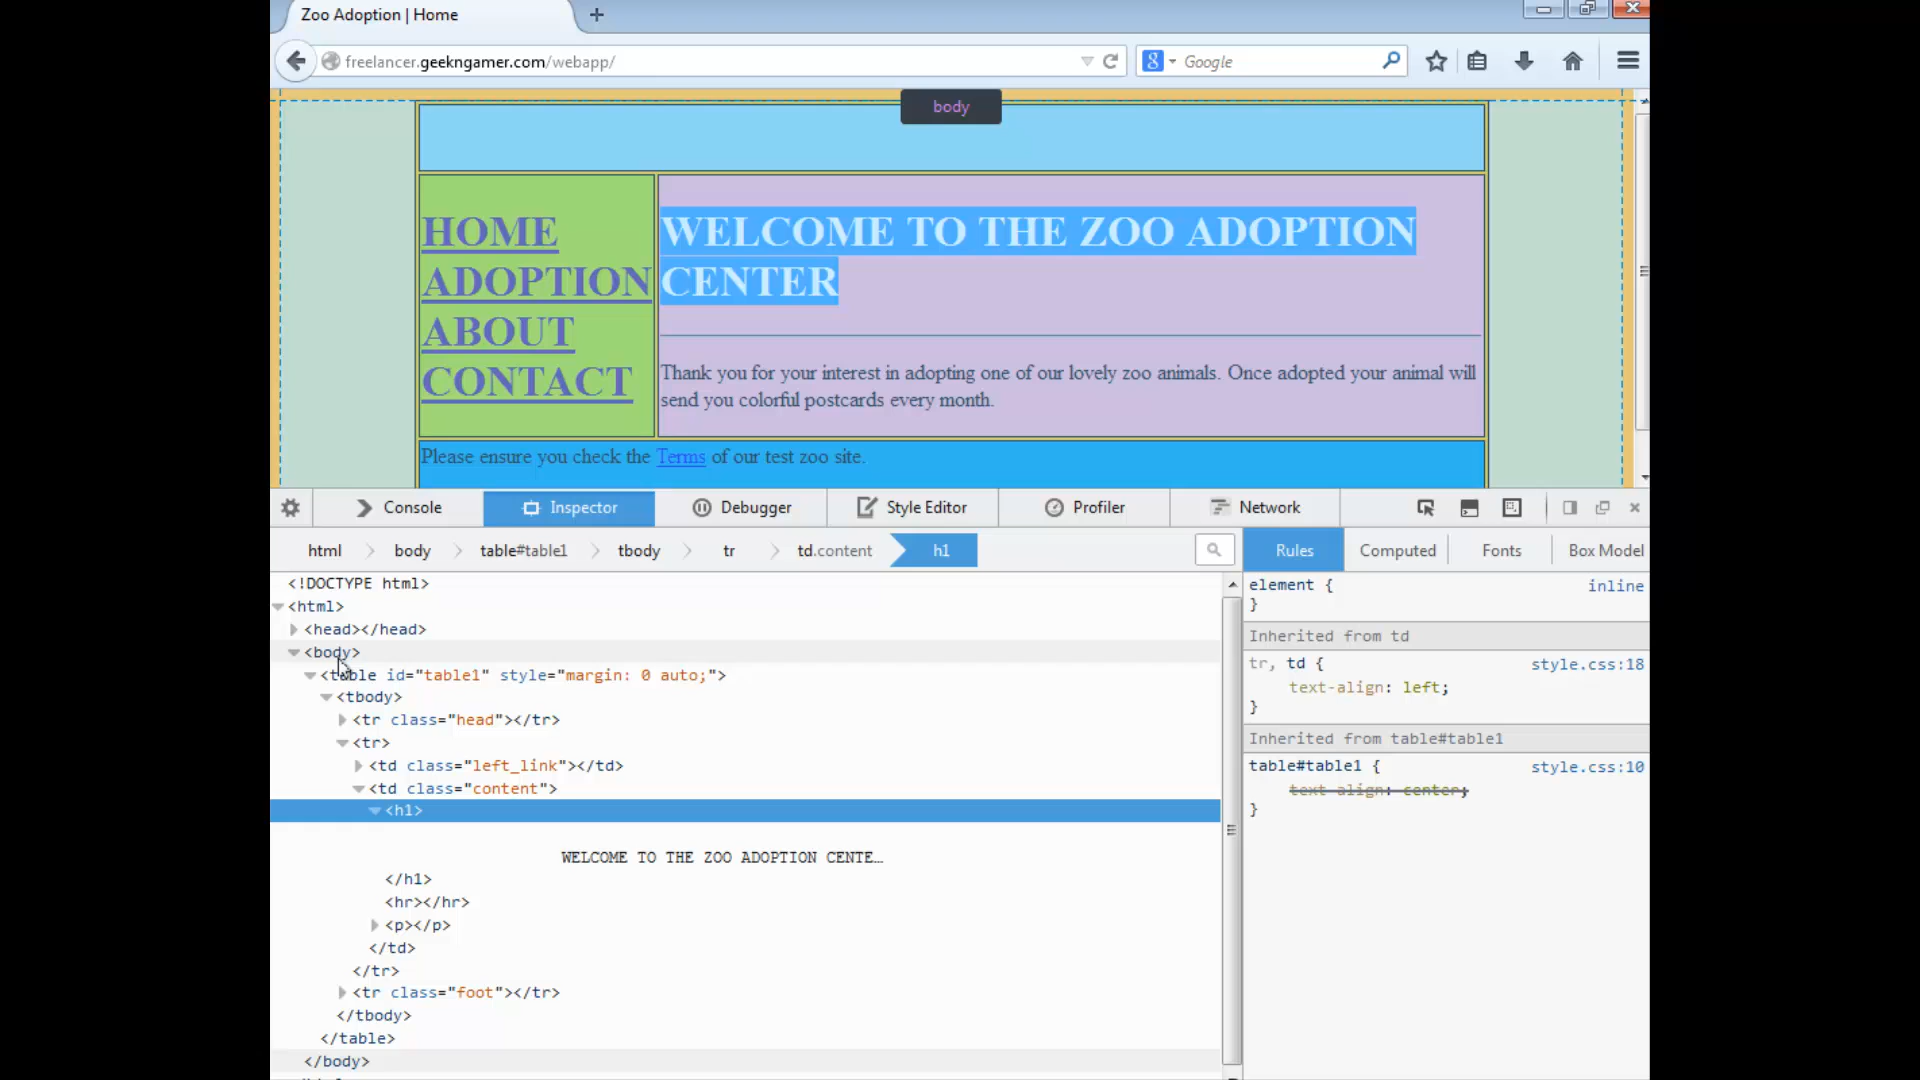 Zoo Adoption | Home
freelancer.geekngamer.com/webapp/
Google
body
HOME
ADOPTION
ABOUT
CONTACT
WELCOME TO THE ZOO ADOPTION
CENTER
Thank you for your interest in adopting one of our lovely zoo animals. Once adopted your animal will
send you colorful postcards every month.
Please ensure you check the Terms of our test zoo site.
Console
Inspector
Debugger
Style Editor
Profiler
Network
html
body
table#table1
tbody
tr
td.content
h1
Rules
Computed
Fonts
Box Model
<!DOCTYPE html>
<html>
<head></head>
<body>
<table id="table1" style="margin: 0 auto;">
<tbody>
<tr class="head"></tr>
<tr>
<td class="left_link"></td>
<td class="content">
<h1>
WELCOME TO THE ZOO ADOPTION CENTE…
</h1>
<hr></hr>
<p></p>
</td>
</tr>
<tr class="foot"></tr>
</tbody>
</table>
</body>
element {
inline
}
Inherited from td
tr, td {
style.css:18
text-align: left;
}
Inherited from table#table1
table#table1 {
style.css:10
text-align: center;
}